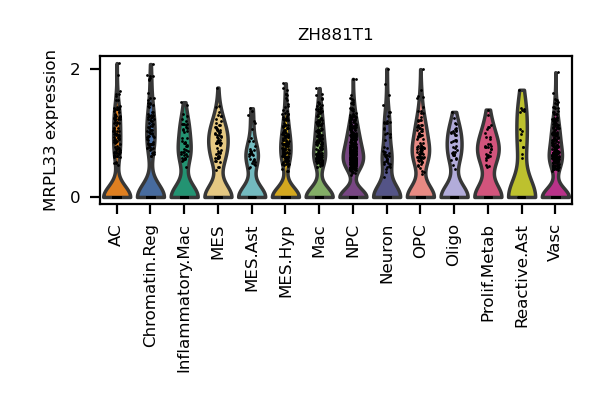 ZH881T1
MRPL33 expression
2
0
AC
Chromatin.Reg
Inflammatory.Mac
MES
MES.Ast
MES.Hyp
Mac
NPC
Neuron
OPC
Oligo
Prolif.Metab
Reactive.Ast
Vasc